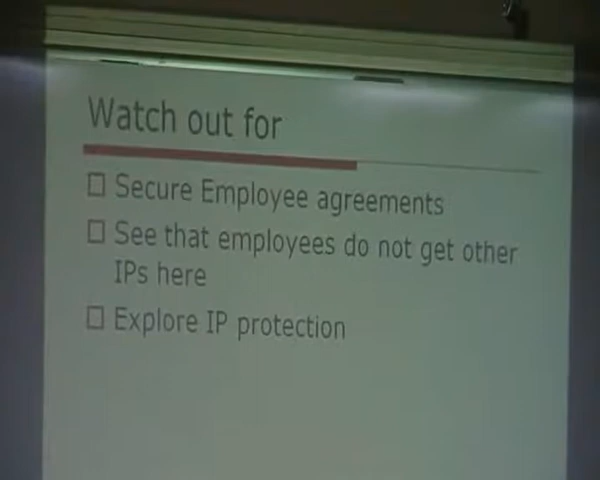 Watch out for
Secure Employee agreements
See that employees do not get other
IPs here
Explore IP protection